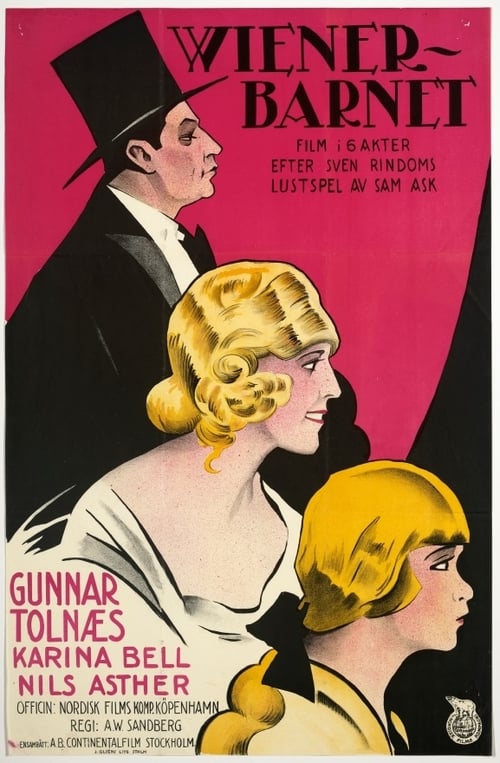 WIENER-
BARNET
FILM i 6 AKTER
EFTER SVEN RINDOMS
LUSTSPEL AV SAM ASK
GUNNAR
TOLNÆS
KARINA BELL
NILS ASTHER
OFFICIN: NORDISK FILMS KOMP. KÖPENHAMN
REGI: A.W. SANDBERG
ENSAMRÄTT: A.B. CONTINENTALFILM STOCKHOLM